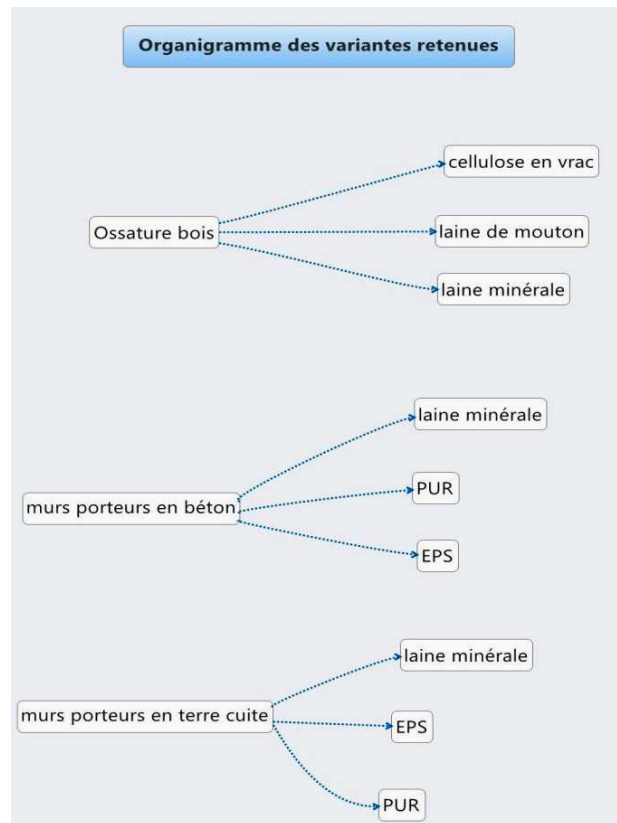 Organigramme des variantes retenues
cellulose en vrac
Ossature bois
laine de mouton
laine minérale
laine minérale
murs porteurs en béton
PUR
EPS
laine minérale
murs porteurs en terre cuite
EPS
PUR